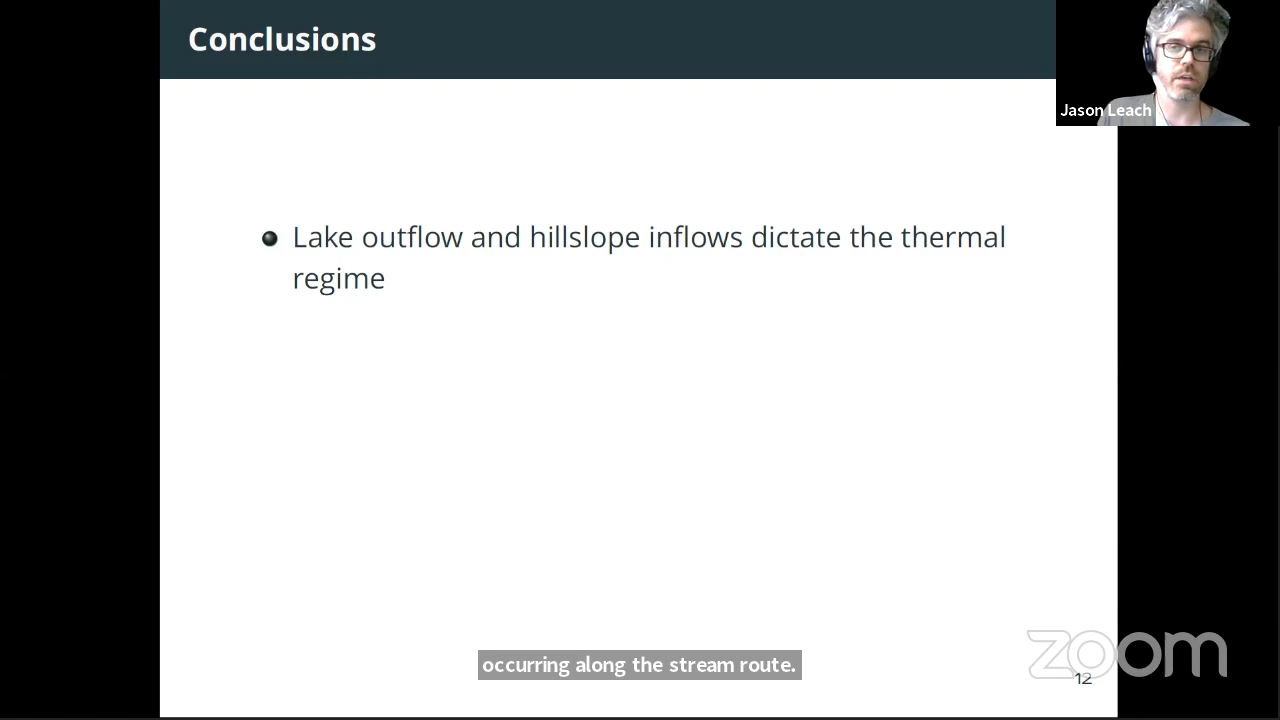 Conclusions
Jason Leach
Lake outflow and hillslope inflows dictate the thermal
regime
occurring along the stream route.
zoom
12